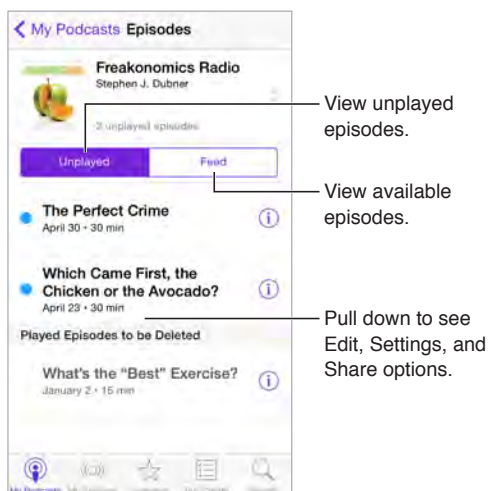 My Podcasts Episodes
Freakonomics Radio
Stephen J. Dubner
2 unplayed episodes
Unplayed
Feed
The Perfect Crime
April 30 • 30 min
Which Came First, the
Chicken or the Avocado?
April 23 • 30 min
Played Episodes to be Deleted
What's the “Best” Exercise?
January 2 • 15 min
My Podcasts
View unplayed
episodes.
View available
episodes.
Pull down to see
Edit, Settings, and
Share options.